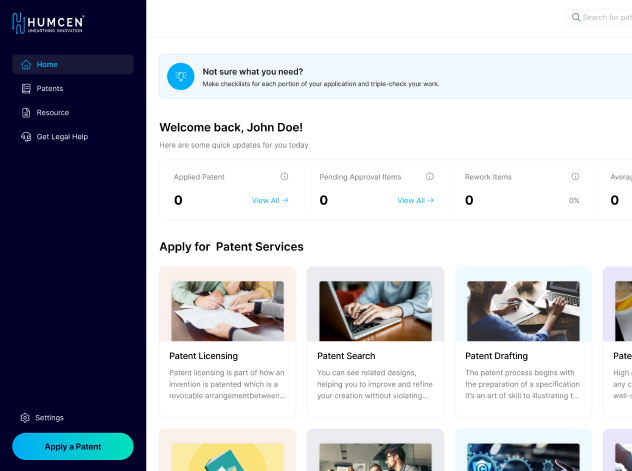 HUMCEN
UNEARTHING INNOVATION
Home
Patents
Resource
Get Legal Help
Settings
Apply a Patent
Search for pat
Not sure what you need?
Make checklists for each portion of your application and triple-check your work.
Welcome back, John Doe!
Here are some quick updates for you today
Applied Patent
0
View All →
Pending Approval Items
0
View All →
Rework Items
0
0%
Averag
0
Apply for Patent Services
Patent Licensing
Patent licensing is part of how an
invention is patented which is a
revocable arrangementbetween...
Patent Search
You can see related designs,
helping you to improve and refine
your creation without violating...
Patent Drafting
The patent process begins with
the preparation of a specification
it's an art of skill to illustrating t...
Pate
High
any c
well-c